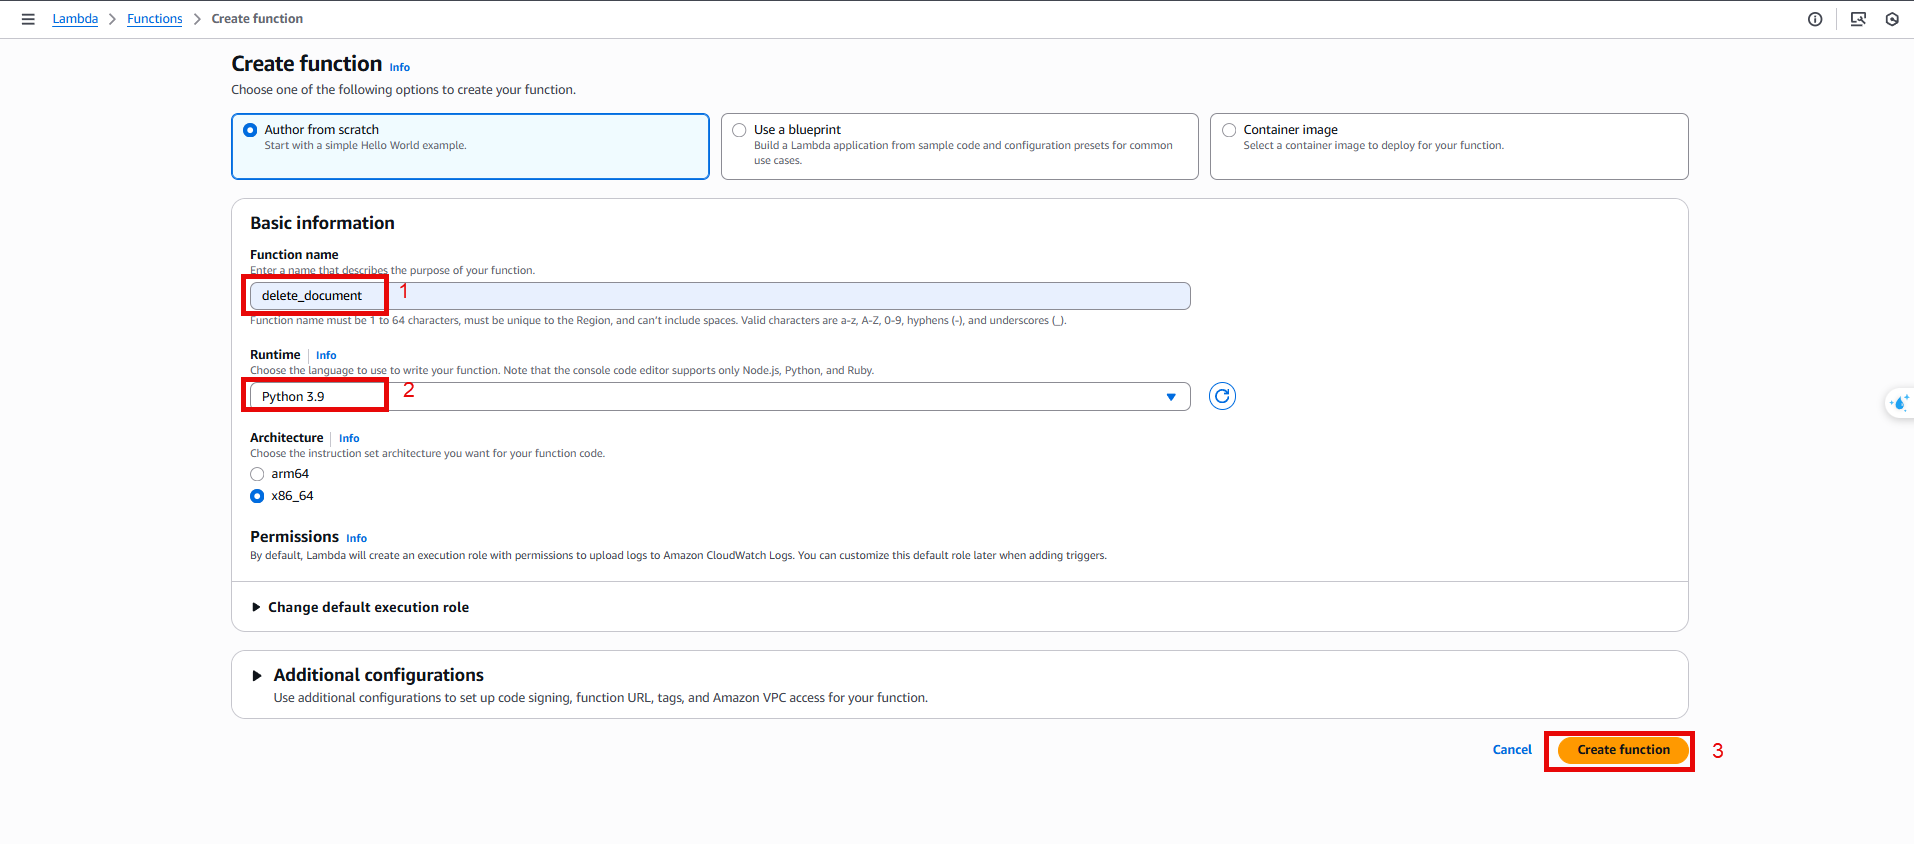 Lambda > Functions > Create function
Create function Info
Choose one of the following options to create your function.
Author from scratch
Start with a simple Hello World example.
Use a blueprint
Build a Lambda application from sample code and configuration presets for common
use cases.
Container image
Select a container image to deploy for your function.
Basic information
Function name
Enter a name that describes the purpose of your function.
delete_document
1
Function name must be 1 to 64 characters, must be unique to the Region, and can't include spaces. Valid characters are a-z, A-Z, 0-9, hyphens (-), and underscores (_).
Runtime Info
Choose the language to use to write your function. Note that the console code editor supports only Node.js, Python, and Ruby.
Python 3.9
2
Architecture Info
Choose the instruction set architecture you want for your function code.
arm64
x86_64
Permissions Info
By default, Lambda will create an execution role with permissions to upload logs to Amazon CloudWatch Logs. You can customize this default role later when adding triggers.
Change default execution role
Additional configurations
Use additional configurations to set up code signing, function URL, tags, and Amazon VPC access for your function.
Cancel
Create function
3